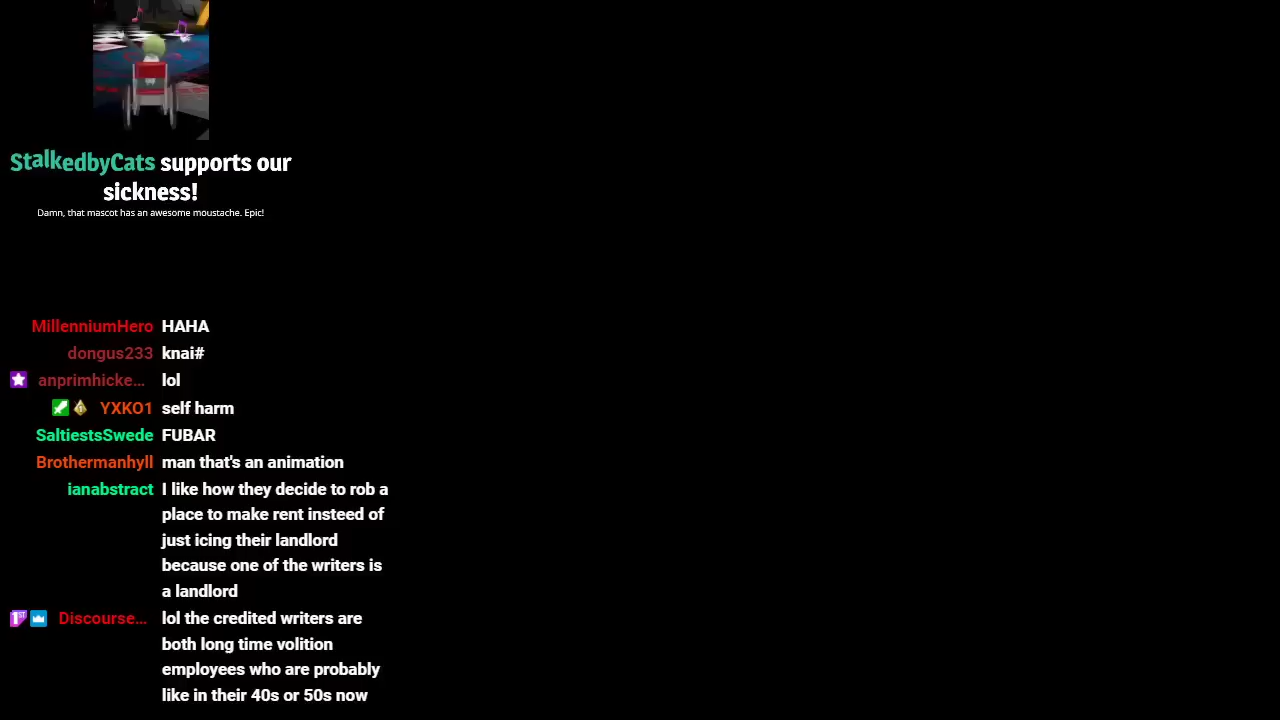 StalkedbyCats supports our
sickness!
Damn, that mascot has an awesome moustache. Epic!
MillenniumHero HAHA
dongus233 knai#
anprimhicke... lol
YXKO1 self harm
SaltiestsSwede FUBAR
Brothermanhyll man that's an animation
ianabstract I like how they decide to rob a
place to make rent insteed of
just icing their landlord
because one of the writers is
a landlord
1ST Discourse... lol the credited writers are
both long time volition
employees who are probably
like in their 40s or 50s now